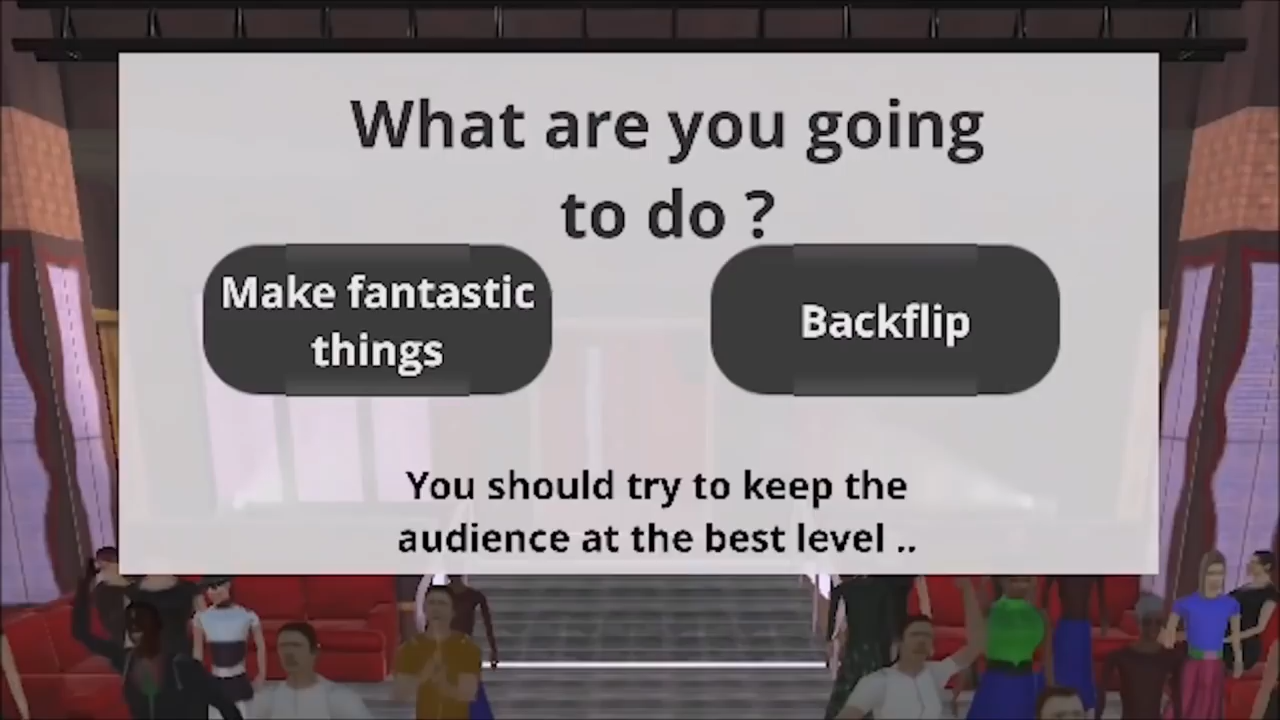 What are you going
to do ?
Make fantastic
things
Backflip
You should try to keep the
audience at the best level ..